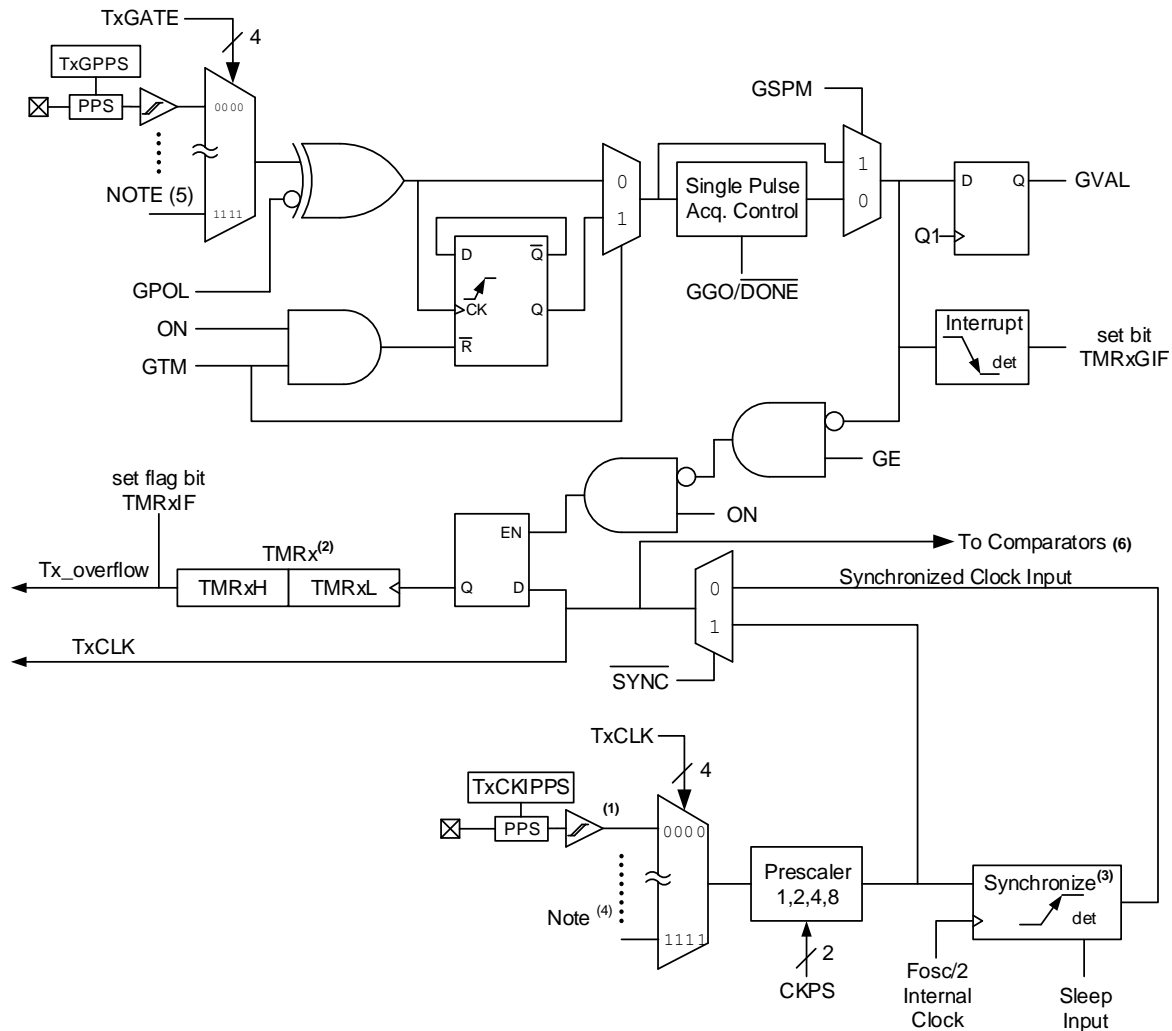 TxGATE
4
TxGPPS
PPS
0000
NOTE (5)
1111
GPOL
ON
GTM
D
Q
CK
Q
R
0
1
Single Pulse
Acq. Control
GGO/DONE
GSPM
1
0
D
Q
Q1
GVAL
Interrupt
det
set bit
TMRxGIF
GE
ON
set flag bit
TMRxIF
Tx_overflow
TMRx(2)
TMRxH
TMRxL
EN
Q
D
TxCLK
To Comparators (6)
Synchronized Clock Input
0
1
SYNC
TxCLK
4
TxCKIPPS
PPS
(1)
0000
Note (4)
1111
Prescaler
1,2,4,8
2
CKPS
Synchronize(3)
det
Fosc/2
Internal
Clock
Sleep
Input